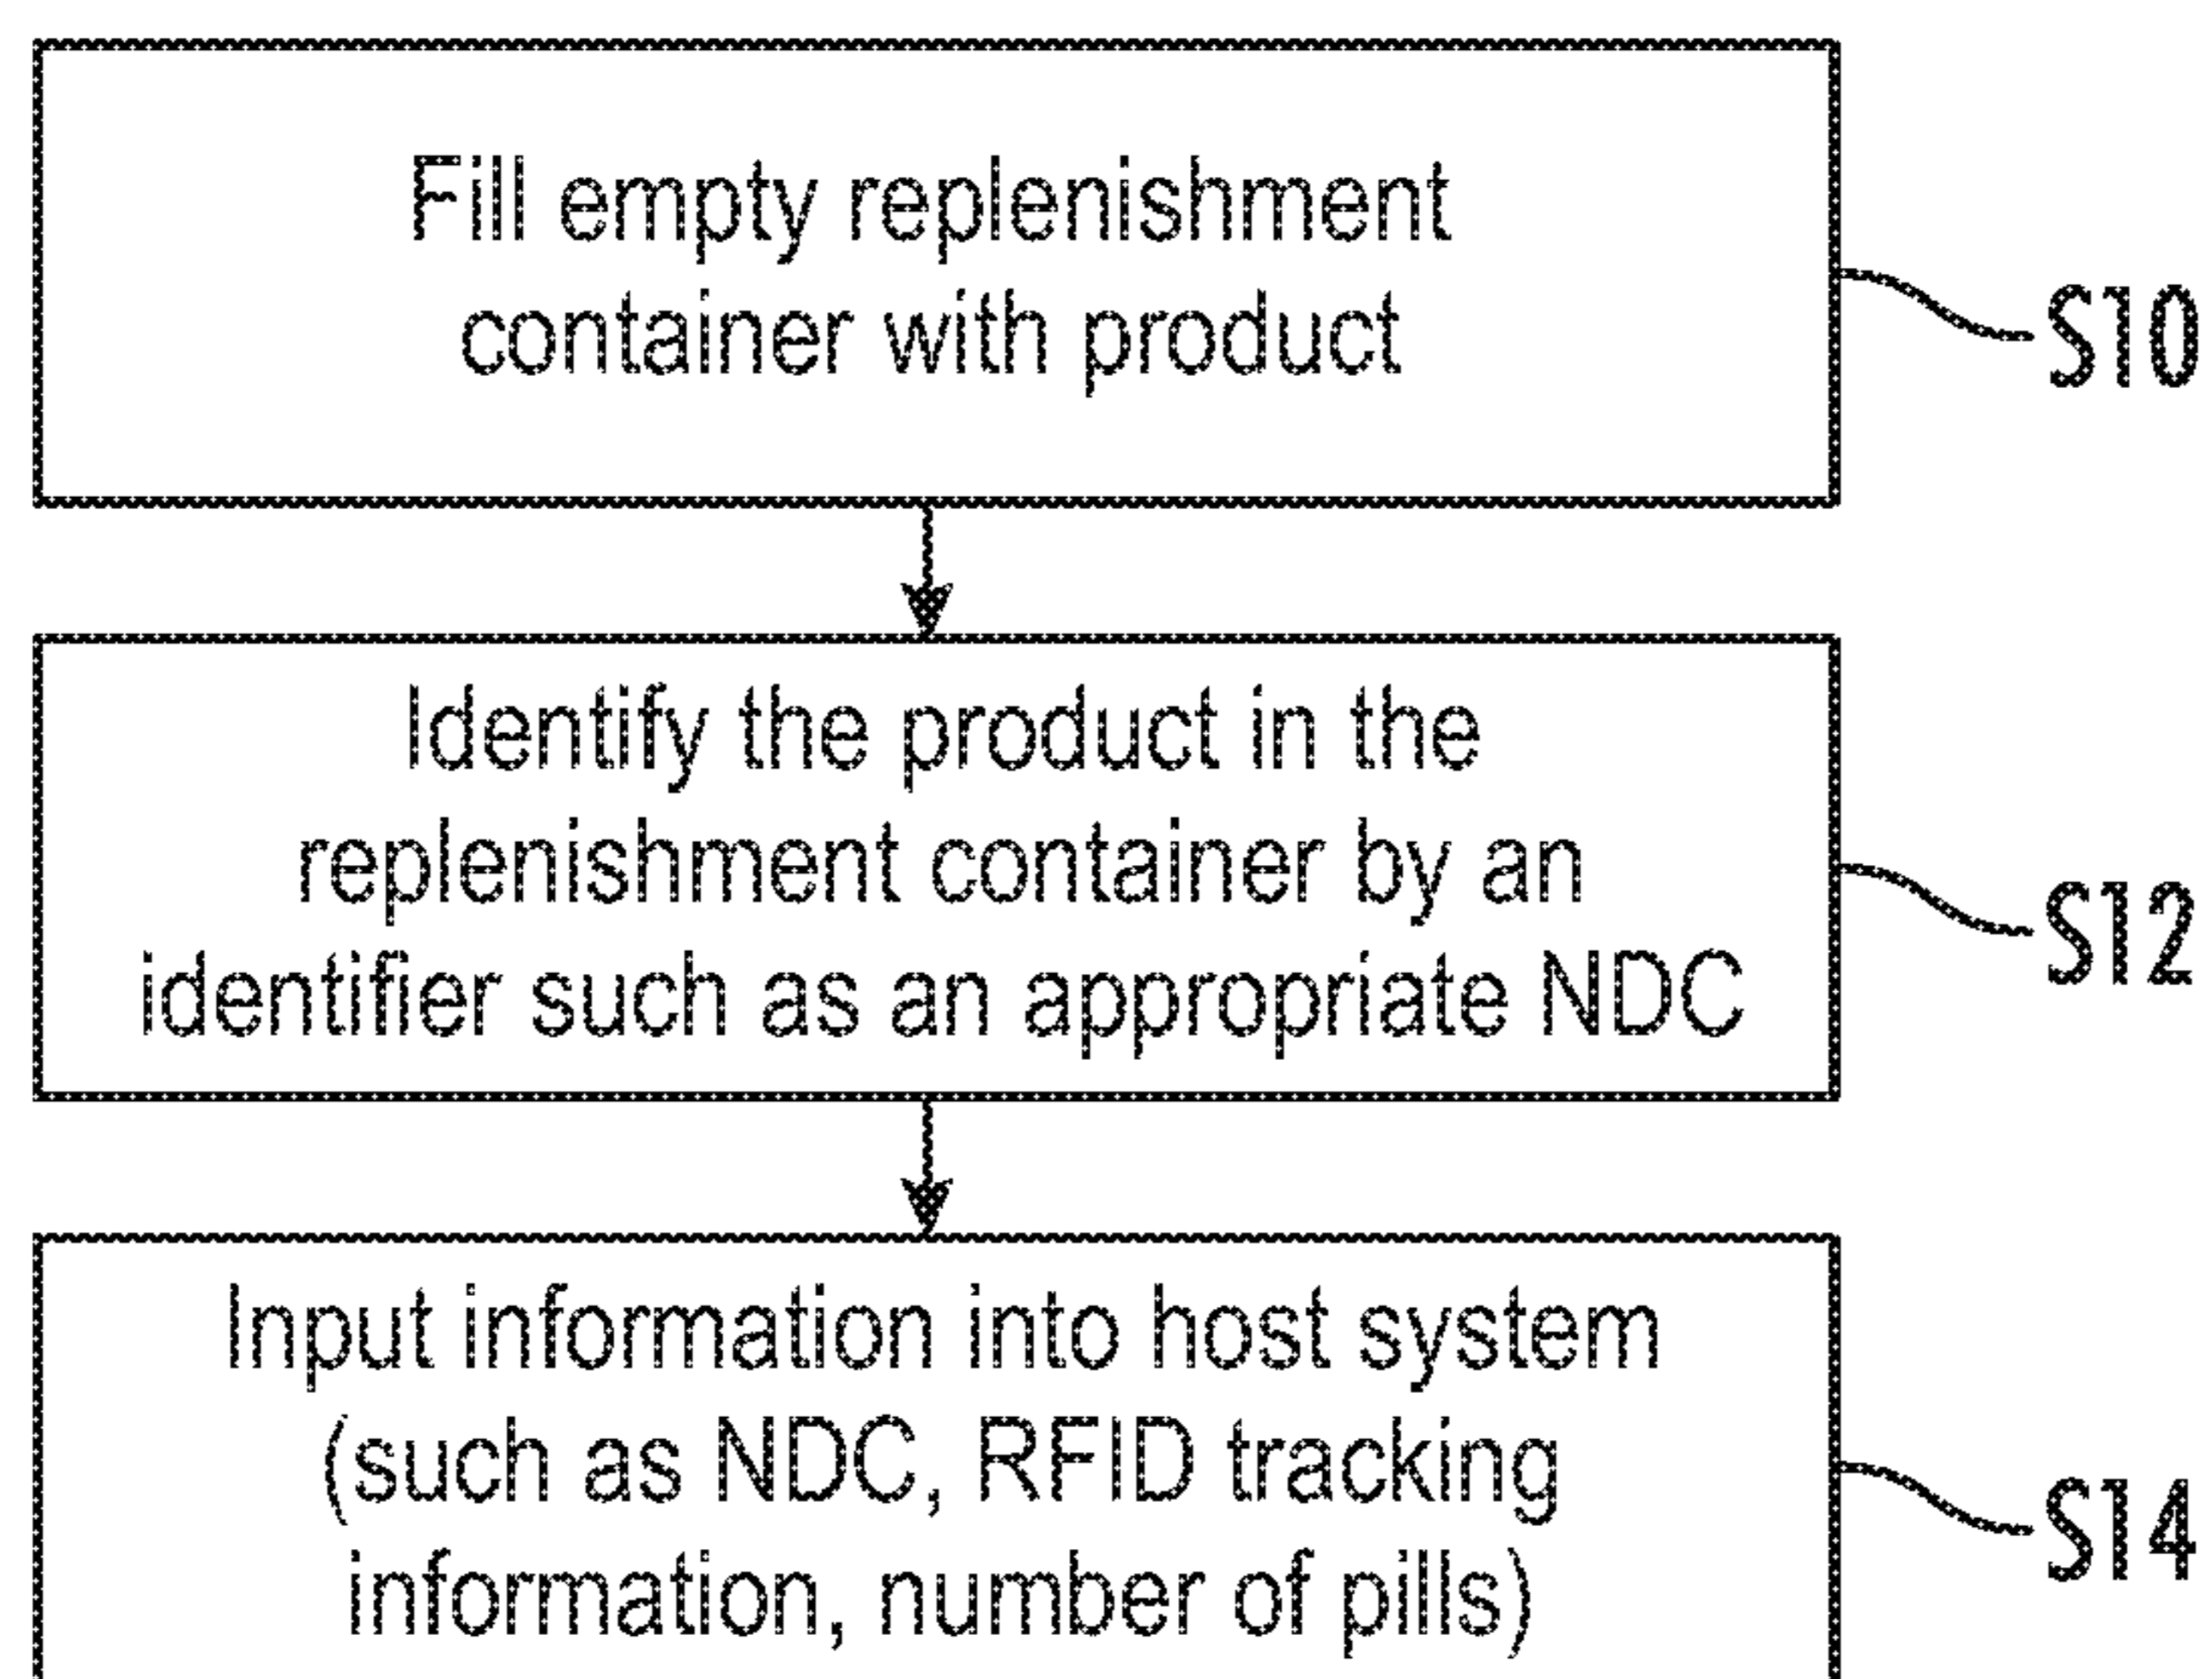 Fill empty replenishment
container with product
S10
Identify the product in the
replenishment container by an
identifier such as an appropriate NDC
S12
Input information into host system
(such as NDC, RFID tracking
information, number of pills)
S14